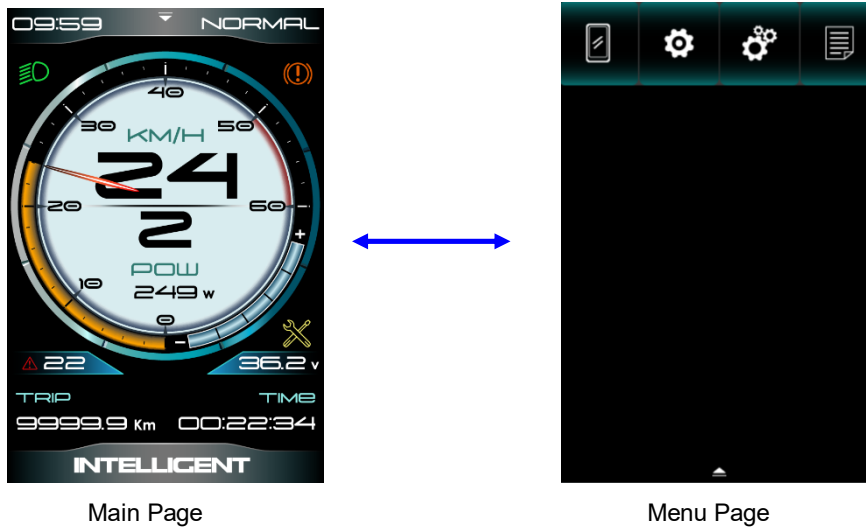 09:59 NORMAL
40
30 50
KM/H
24
20 60
2
+
POW
10 249 w
0
−
22 36.2 v
TRIP TIME
9999.9 Km 00:22:34
INTELLIGENT
Main Page Menu Page